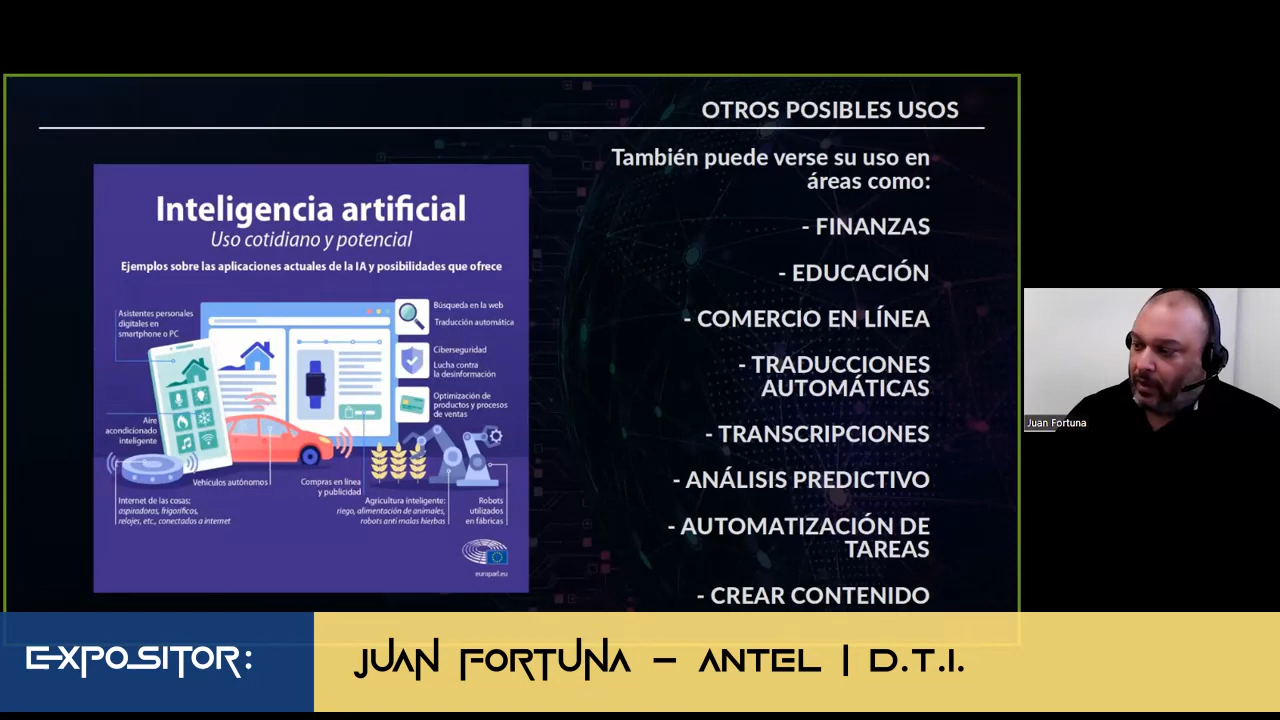 OTROS POSIBLES USOS
También puede verse su uso en
áreas como:
- FINANZAS
- EDUCACIÓN
- COMERCIO EN LÍNEA
- TRADUCCIONES
AUTOMÁTICAS
- TRANSCRIPCIONES
- ANÁLISIS PREDICTIVO
- AUTOMATIZACIÓN DE
TAREAS
- CREAR CONTENIDO
Inteligencia artificial
Uso cotidiano y potencial
Ejemplos sobre las aplicaciones actuales de la IA y posibilidades que ofrece
Asistentes personales
digitales en
smartphone o PC
Búsqueda en la web
Traducción automática
Ciberseguridad
Lucha contra
la desinformación
Optimización de
productos y procesos
de ventas
Aire
acondicionado
inteligente
Vehículos autónomos
Compras en línea
y publicidad
Internet de las cosas:
aspiradoras, frigoríficos,
relojes, etc., conectados a internet
Agricultura inteligente:
riego, alimentación de animales,
robots anti malas hierbas
Robots
utilizados
en fábricas
europarl.eu
Juan Fortuna
EXPOSITOR:
JUAN FORTUNA – ANTEL | D.T.I.